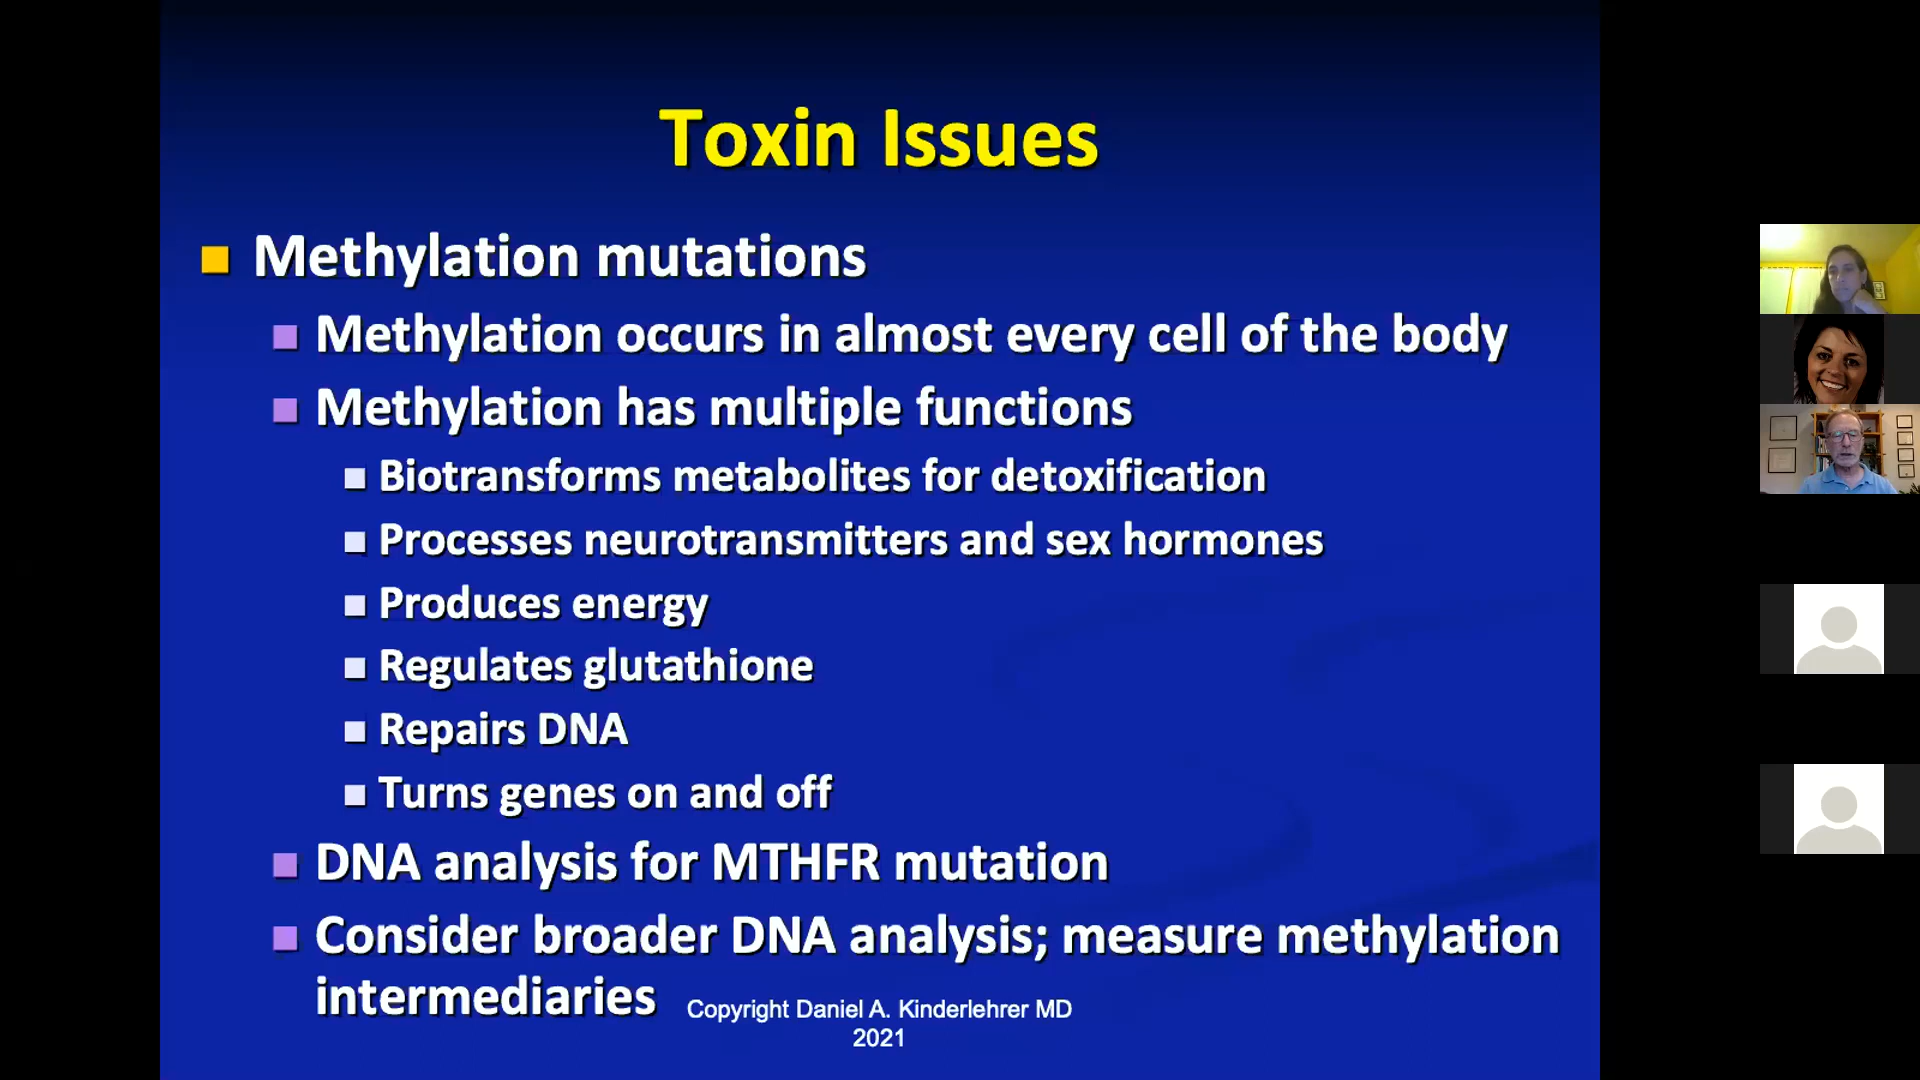 Toxin Issues
Methylation mutations
Methylation occurs in almost every cell of the body
Methylation has multiple functions
Biotransforms metabolites for detoxification
Processes neurotransmitters and sex hormones
Produces energy
Regulates glutathione
Repairs DNA
Turns genes on and off
DNA analysis for MTHFR mutation
Consider broader DNA analysis; measure methylation
intermediaries
Copyright Daniel A. Kinderlehrer MD
2021